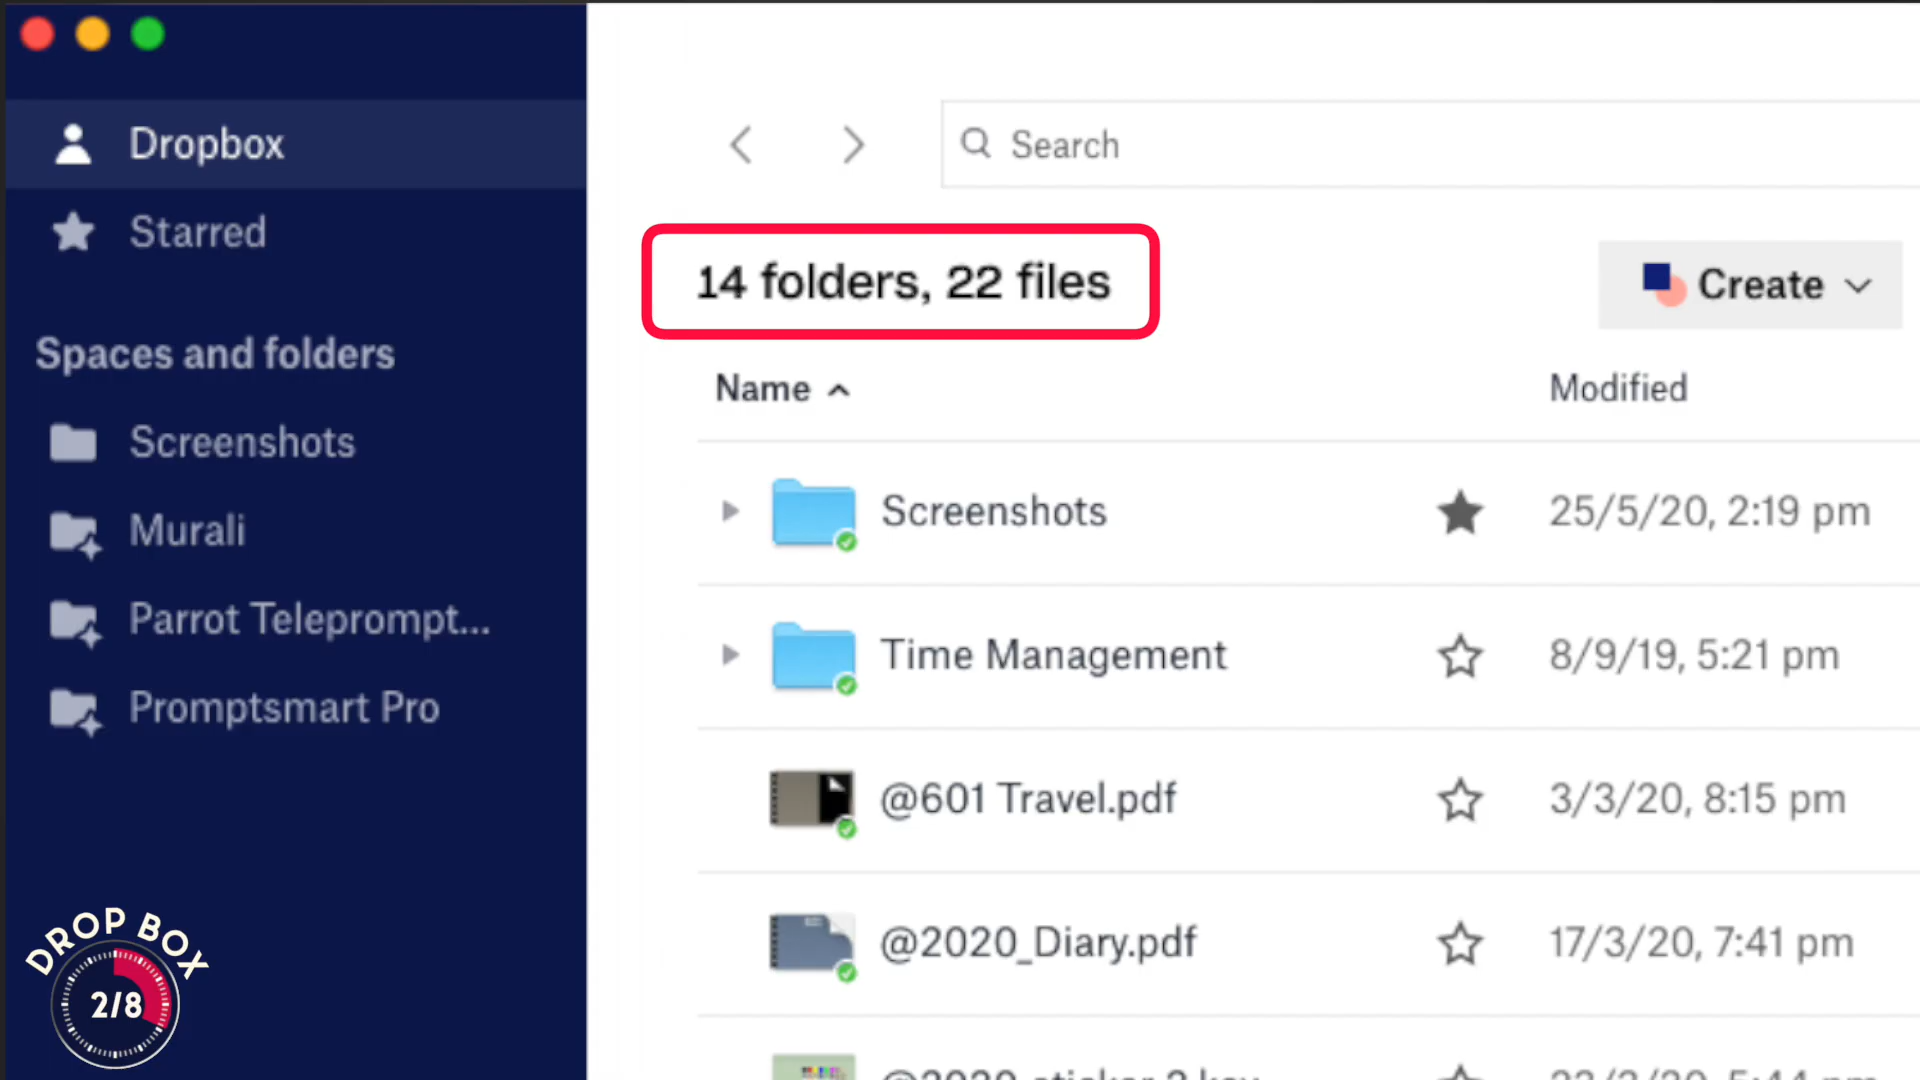 Dropbox
Starred
Spaces and folders
Screenshots
Murali
Parrot Teleprompt...
Promptsmart Pro
DROP BOX
2/8
Search
14 folders, 22 files
Create
Name Modified
Screenshots 25/5/20, 2:19 pm
Time Management 8/9/19, 5:21 pm
@601 Travel.pdf 3/3/20, 8:15 pm
@2020_Diary.pdf 17/3/20, 7:41 pm